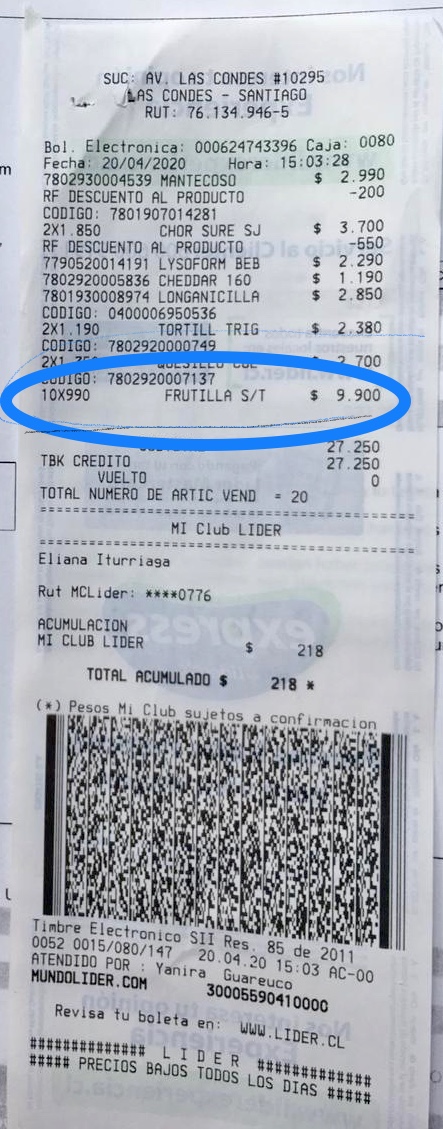 SUC: AV. LAS CONDES #10295
LAS CONDES - SANTIAGO
RUT: 76.134.946-5
Bol. Electronica: 000624743396 Caja: 0080
Fecha: 20/04/2020 Hora: 15:03:28
7802930004539 MANTECOSO $ 2.990
RF DESCUENTO AL PRODUCTO -200
CODIGO: 7801907014281
2X1.850 CHOR SURE SJ $ 3.700
RF DESCUENTO AL PRODUCTO -550
7790520014191 LYSOFORM BEB $ 2.290
7802920005836 CHEDDAR 160 $ 1.190
7801930008974 LONGANICILLA $ 2.850
CODIGO: 0400006950536
2X1.190 TORTILL TRIG $ 2.380
CODIGO: 7802920000749
2X1.350 QUESILLO $ 2.700
CODIGO: 7802920007137
10X990 FRUTILLA S/T $ 9.900
27.250
TBK CREDITO 27.250
VUELTO 0
TOTAL NUMERO DE ARTIC VEND = 20
MI Club LIDER
Eliana Iturriaga
Rut MCLider: ****0776
ACUMULACION
MI CLUB LIDER $ 218
TOTAL ACUMULADO $ 218 *
(*) Pesos Mi Club sujetos a confirmacion
Timbre Electronico SII Res. 85 de 2011
0052 0015/080/147 20.04.20 15:03 AC-00
ATENDIDO POR : Yanira Guareuco
MUNDOLIDER.COM 30005590410000
Revisa tu boleta en: WWW.LIDER.CL
############# L I D E R #############
##### PRECIOS BAJOS TODOS LOS DIAS #####